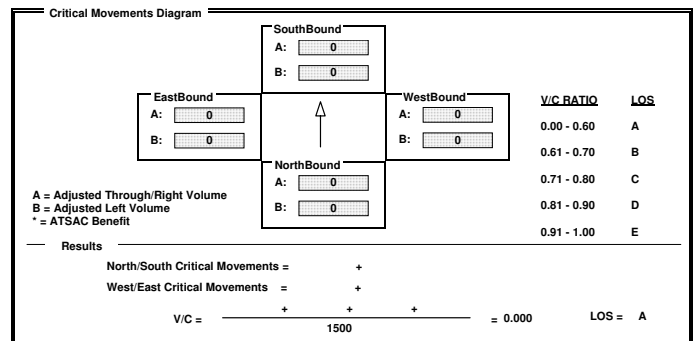 Critical Movements Diagram
SouthBound
A: 0
B: 0
EastBound
A: 0
B: 0
WestBound
A: 0
B: 0
NorthBound
A: 0
B: 0
V/C RATIO LOS
0.00 - 0.60 A
0.61 - 0.70 B
0.71 - 0.80 C
0.81 - 0.90 D
0.91 - 1.00 E
A = Adjusted Through/Right Volume
B = Adjusted Left Volume
* = ATSAC Benefit
Results
North/South Critical Movements = +
West/East Critical Movements = +
V/C = + + +
1500
= 0.000 LOS = A